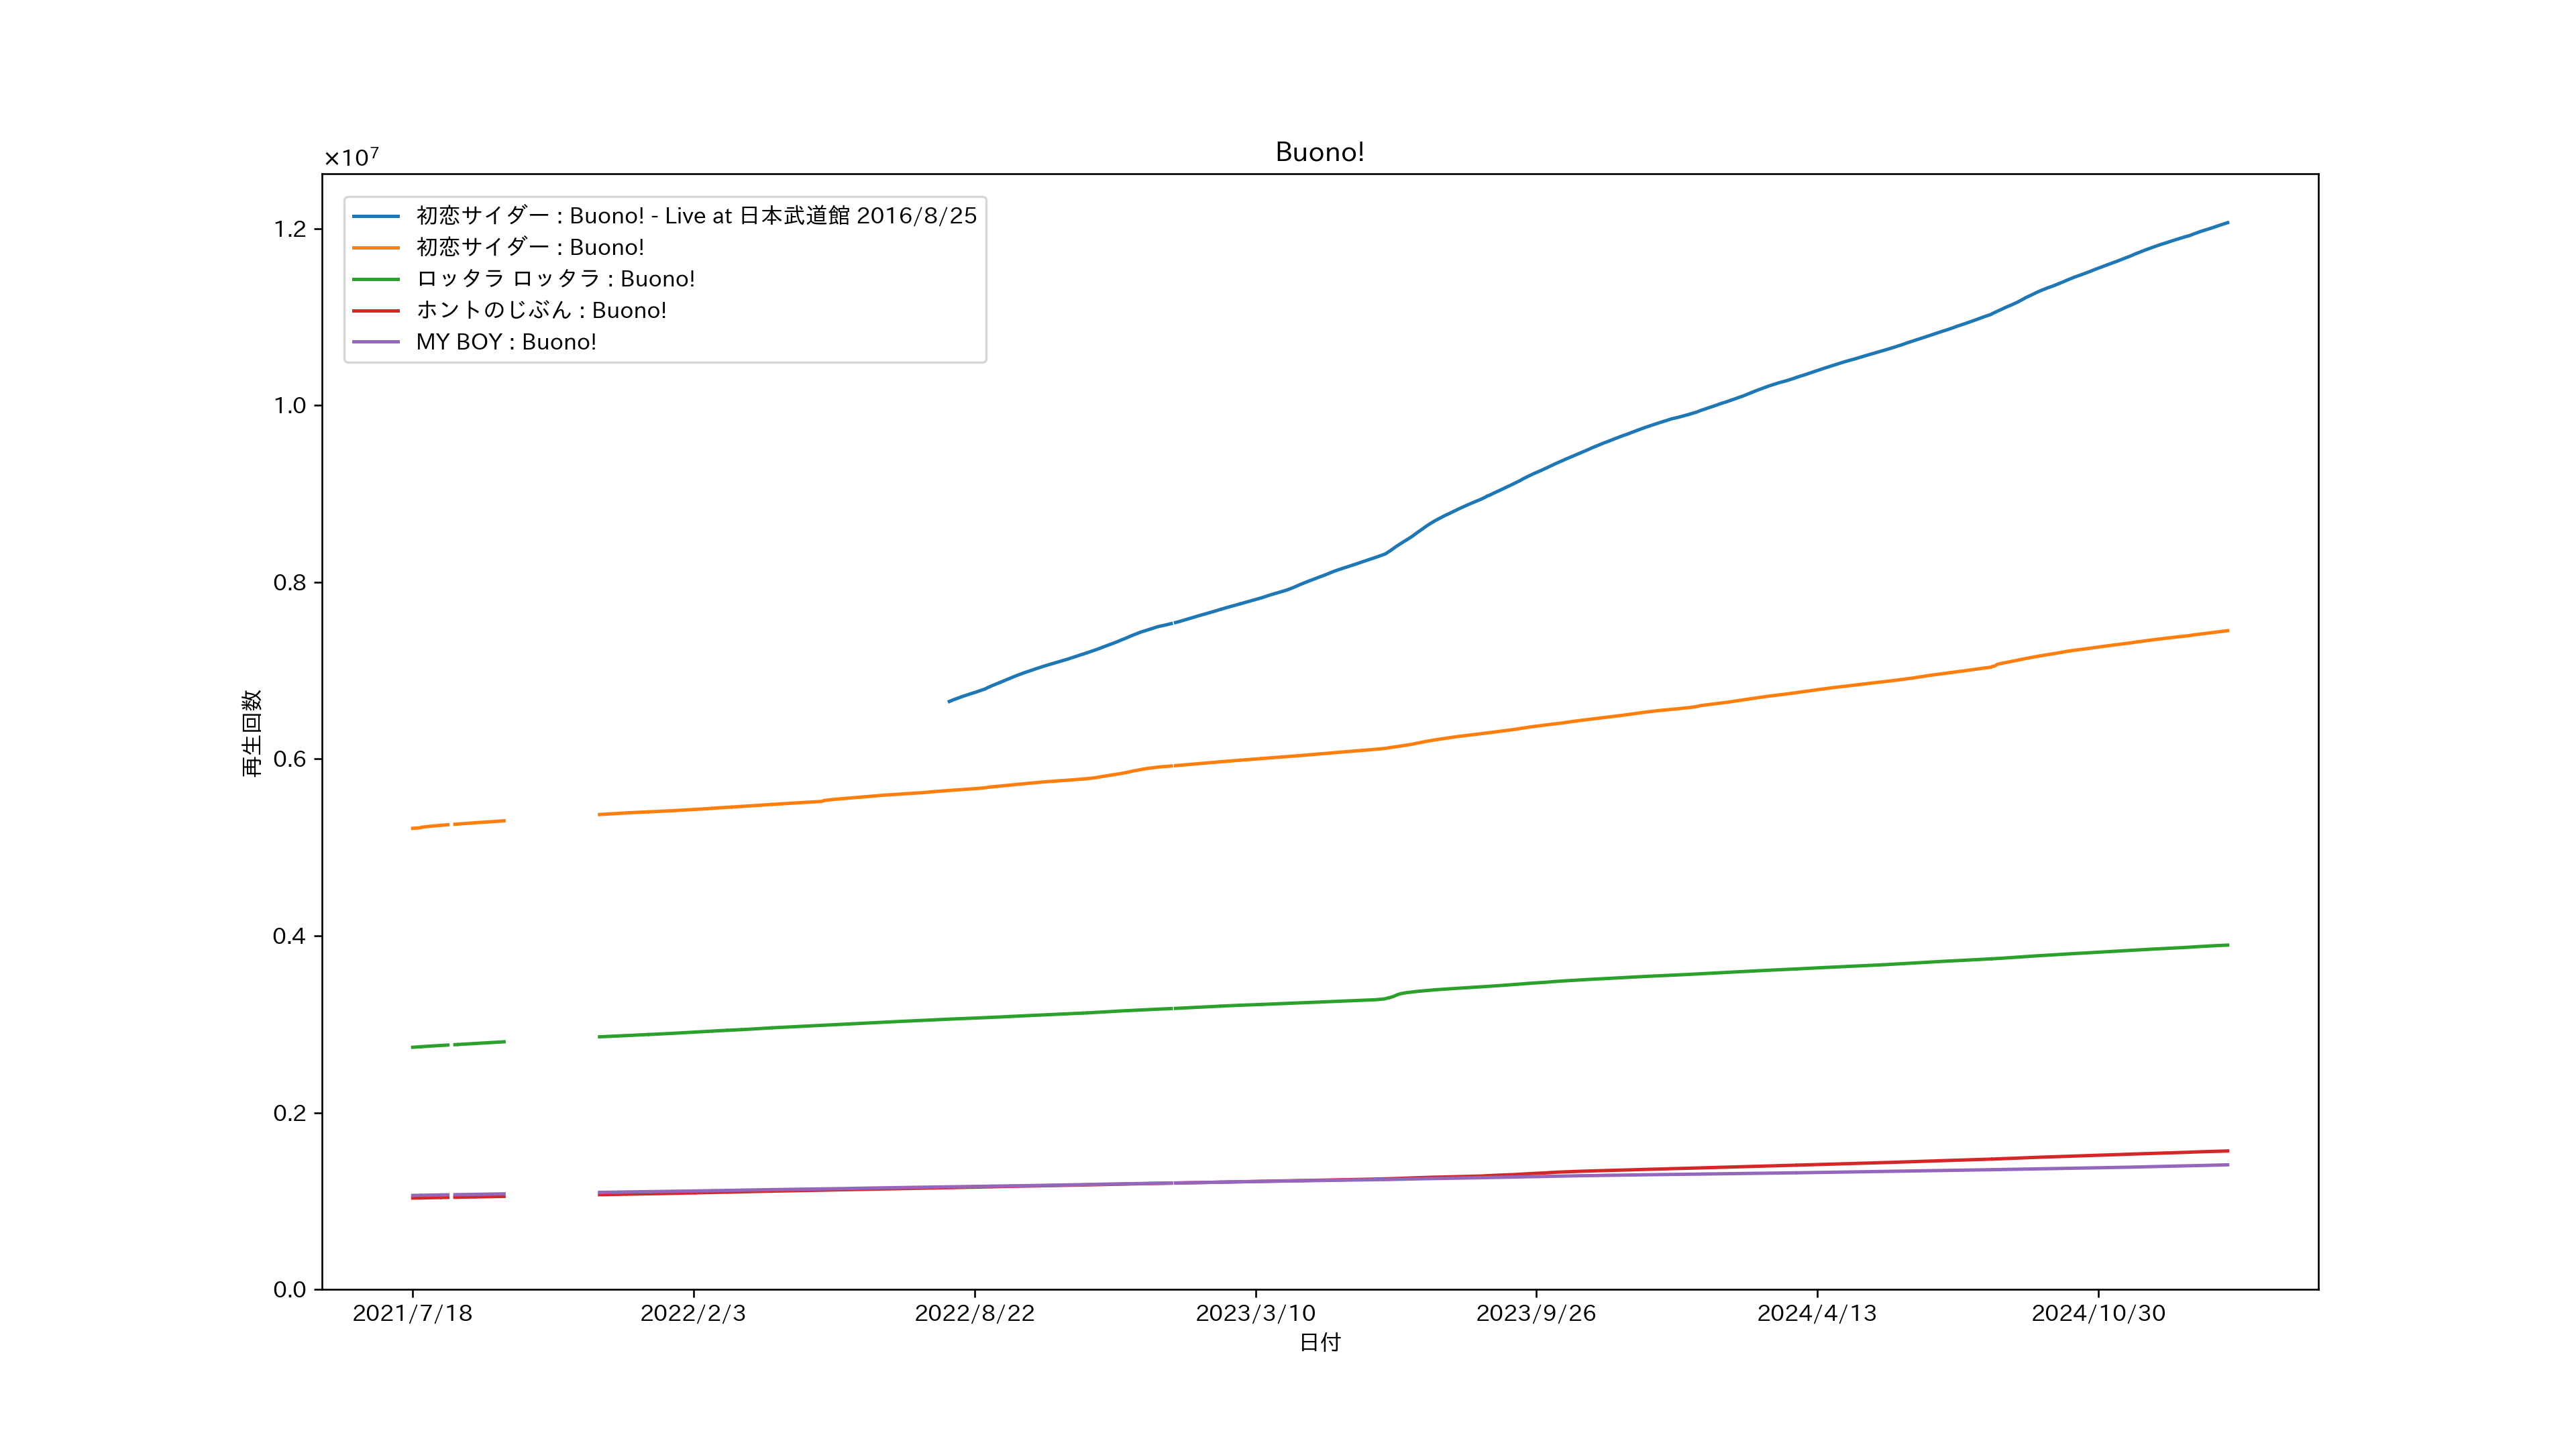 Buono!
×10⁷
初恋サイダー : Buono! - Live at 日本武道館 2016/8/25
初恋サイダー : Buono!
ロッタラ ロッタラ : Buono!
ホントのじぶん : Buono!
MY BOY : Buono!
1.2
1.0
0.8
0.6
0.4
0.2
0.0
再生回数
2021/7/18
2022/2/3
2022/8/22
2023/3/10
2023/9/26
2024/4/13
2024/10/30
日付